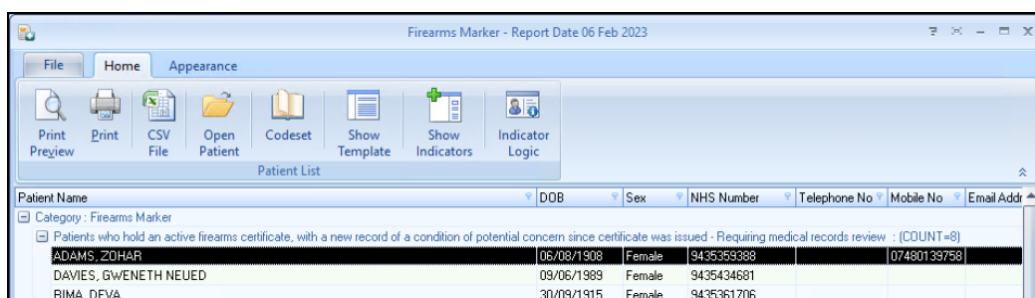 Firearms Marker - Report Date 06 Feb 2023
File Home Appearance
Print Preview Print CSV File Open Patient Codeset Show Template Show Indicators Indicator Logic
Patient List
Patient Name DOB Sex NHS Number Telephone No Mobile No Email Addr
Category : Firearms Marker
Patients who hold an active firearms certificate, with a new record of a condition of potential concern since certificate was issued - Requiring medical records review : (COUNT=8)
ADAMS, ZOHAR 06/08/1908 Female 9435359388 07480139758
DAVIES, GWENETH NEUED 09/06/1989 Female 9435434681
BIMA, DEVA 30/09/1915 Female 9435361706